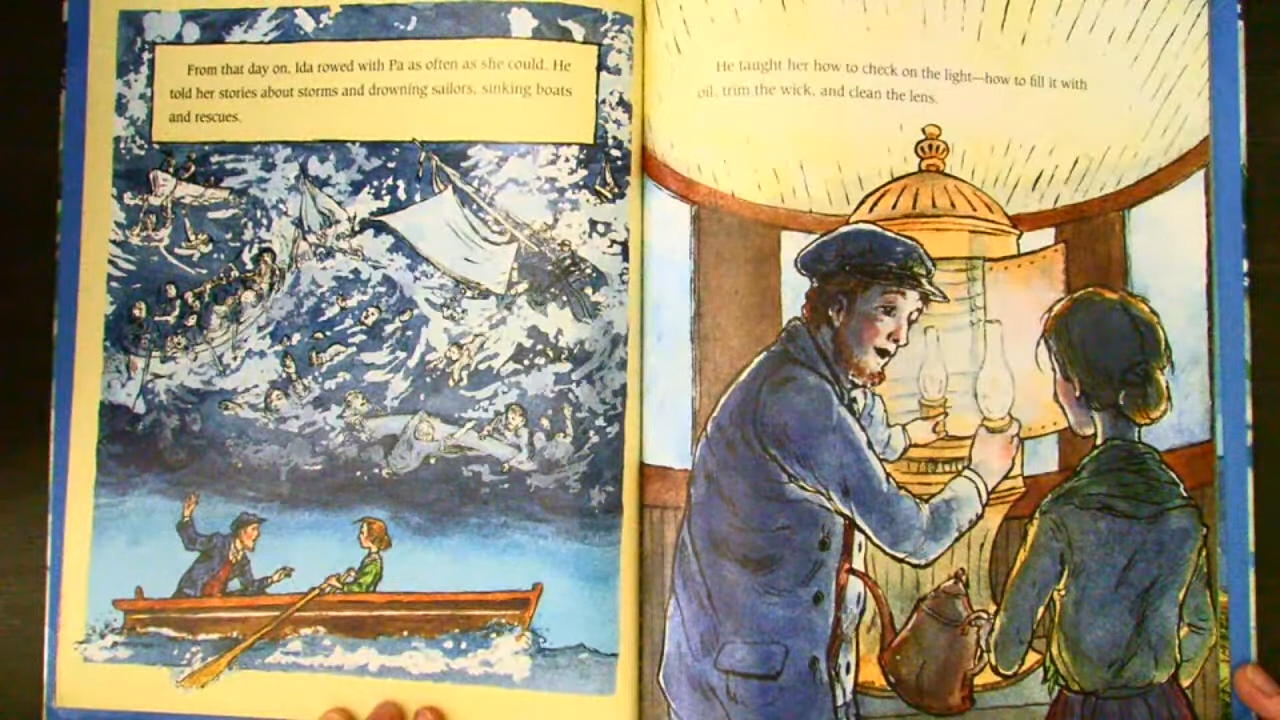 From that day on, Ida rowed with Pa as often as she could. He
told her stories about storms and drowning sailors, sinking boats
and rescues.
He taught her how to check on the light—how to fill it with
oil, trim the wick, and clean the lens.